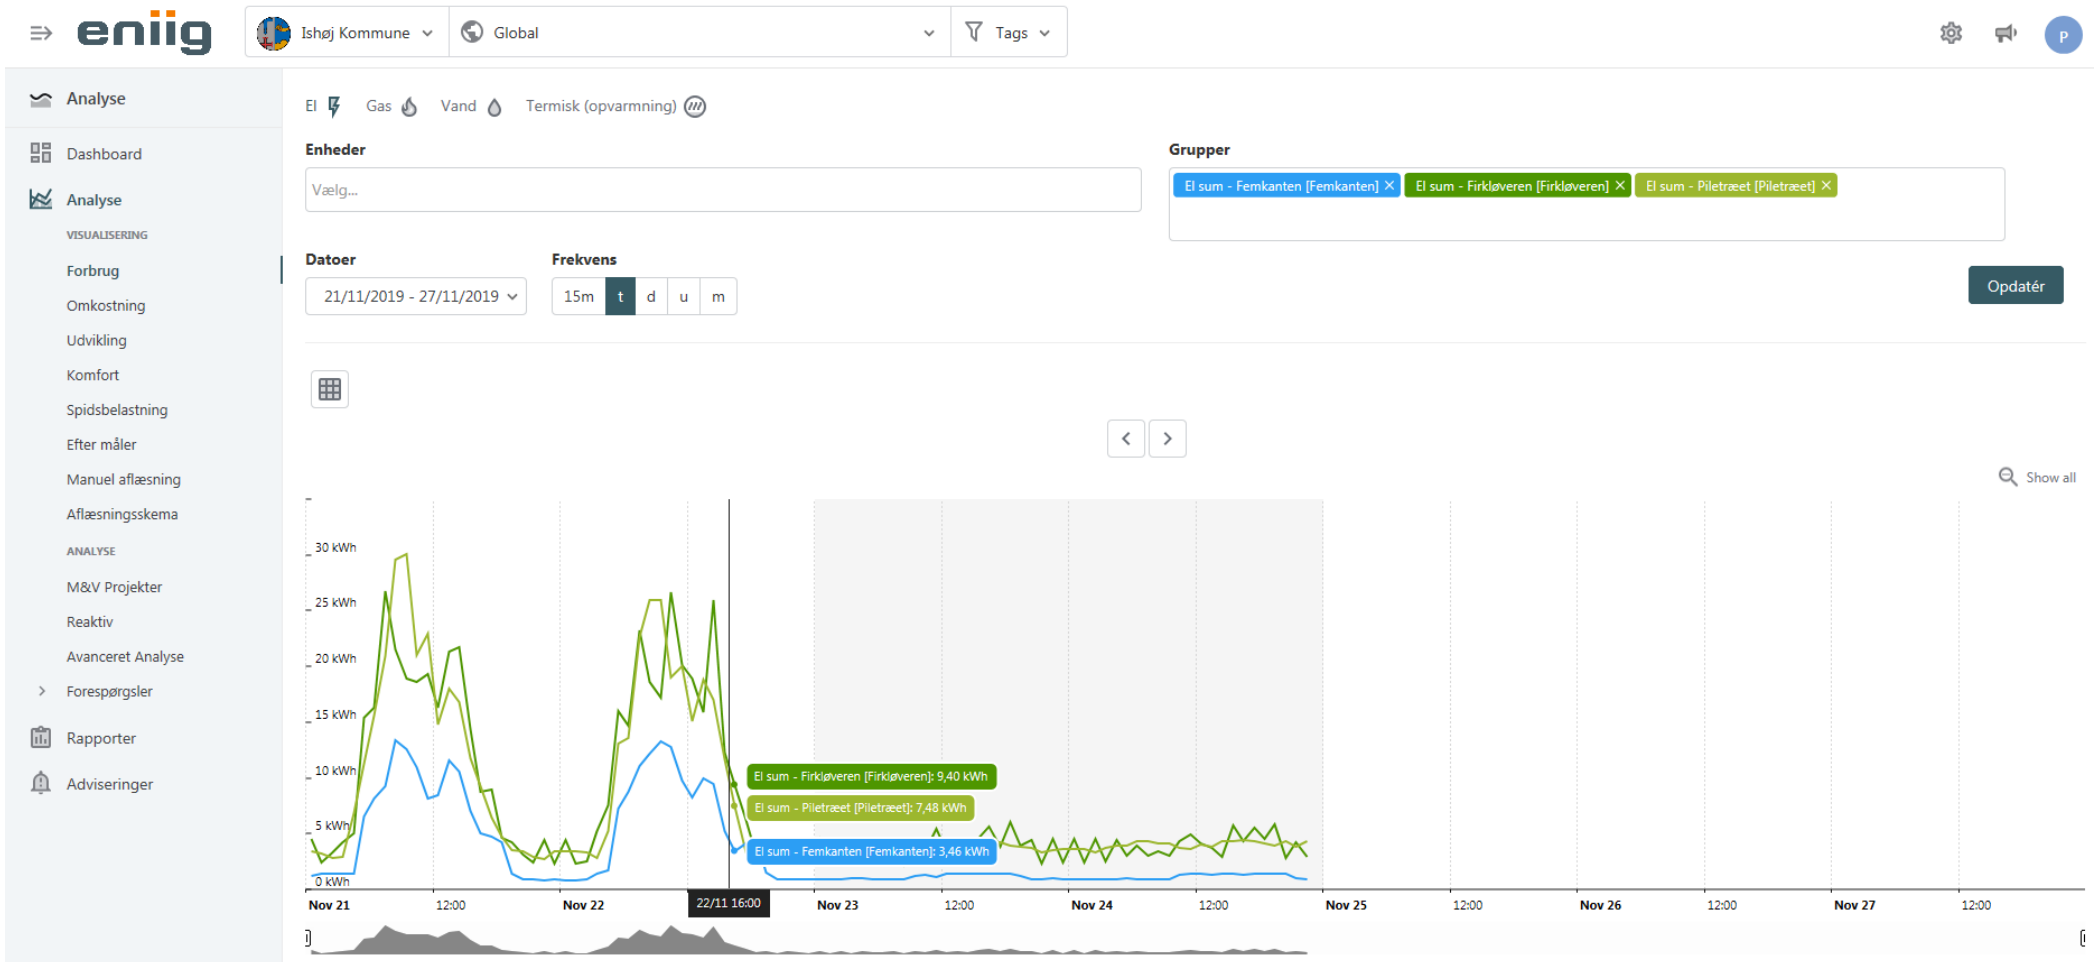 eniig
Ishøj Kommune
Global
Tags
P
Analyse
Dashboard
Analyse
VISUALISERING
Forbrug
Omkostning
Udvikling
Komfort
Spidsbelastning
Efter måler
Manuel aflæsning
Aflæsningsskema
ANALYSE
M&V Projekter
Reaktiv
Avanceret Analyse
Forespørgsler
Rapporter
Adviseringer
El
Gas
Vand
Termisk (opvarmning)
Enheder
Vælg...
Grupper
El sum - Femkanten [Femkanten] ×
El sum - Firkløveren [Firkløveren] ×
El sum - Piletræet [Piletræet] ×
Datoer
21/11/2019 - 27/11/2019
Frekvens
15m t d u m
Opdatér
Show all
30 kWh
25 kWh
20 kWh
15 kWh
10 kWh
5 kWh
0 kWh
El sum - Firkløveren [Firkløveren]: 9,40 kWh
El sum - Piletræet [Piletræet]: 7,48 kWh
El sum - Femkanten [Femkanten]: 3,46 kWh
Nov 21 12:00 Nov 22 22/11 16:00 Nov 23 12:00 Nov 24 12:00 Nov 25 12:00 Nov 26 12:00 Nov 27 12:00